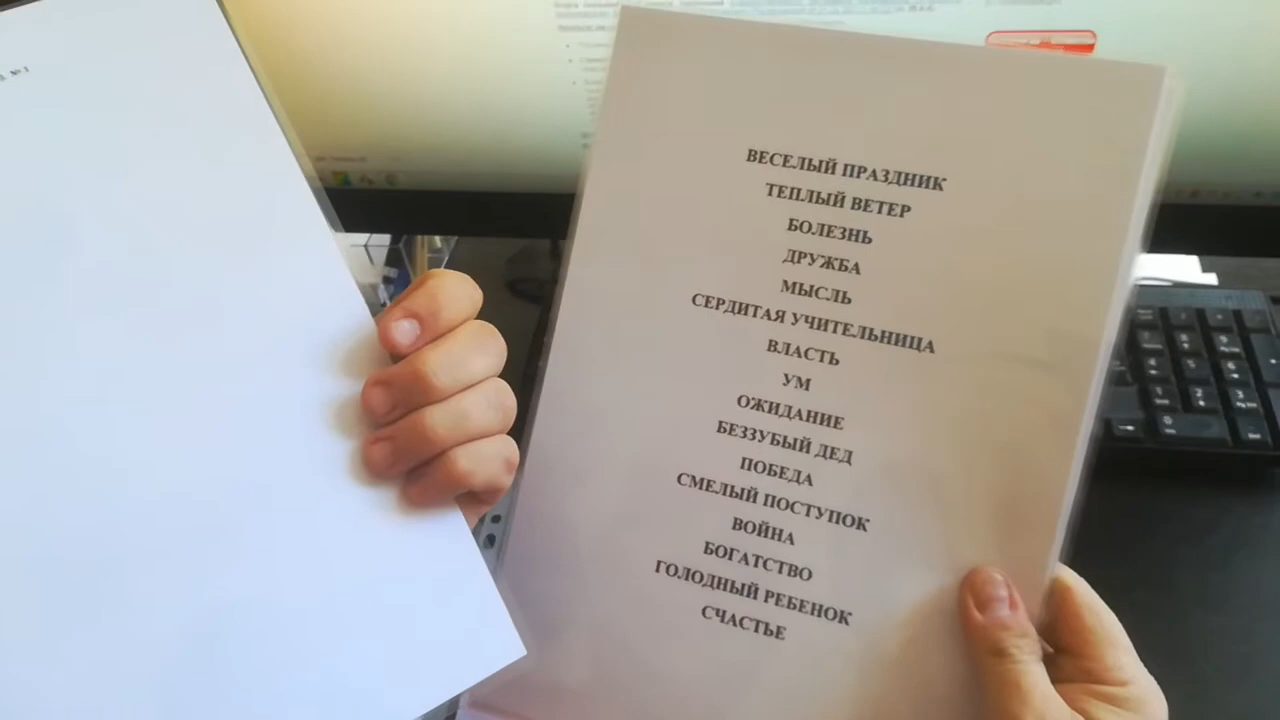 №1
ВЕСЕЛЫЙ ПРАЗДНИК
ТЕПЛЫЙ ВЕТЕР
БОЛЕЗНЬ
ДРУЖБА
МЫСЛЬ
СЕРДИТАЯ УЧИТЕЛЬНИЦА
ВЛАСТЬ
УМ
ОЖИДАНИЕ
БЕЗЗУБЫЙ ДЕД
ПОБЕДА
СМЕЛЫЙ ПОСТУПОК
ВОЙНА
БОГАТСТВО
ГОЛОДНЫЙ РЕБЕНОК
СЧАСТЬЕ